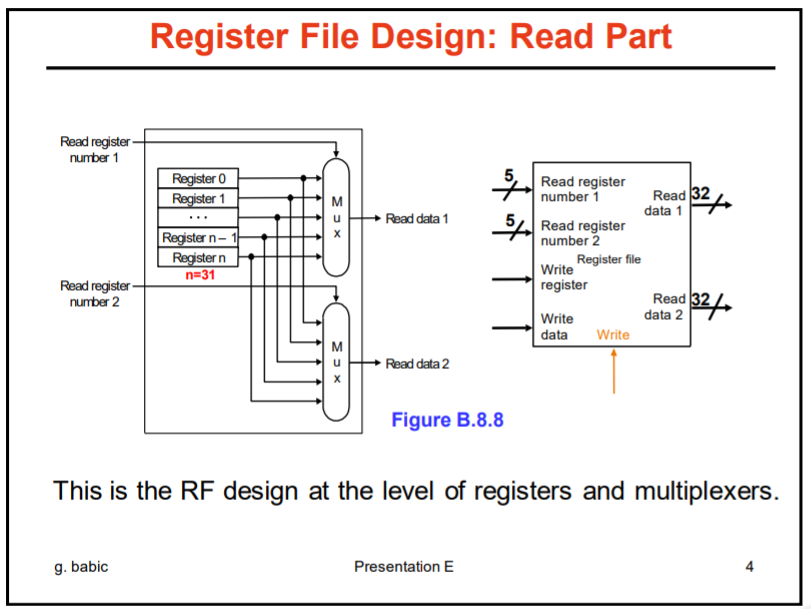 Register File Design: Read Part
Read register
number 1
Register 0
Register 1
. . .
Register n – 1
Register n
n=31
Read register
number 2
M
u
x
Read data 1
M
u
x
Read data 2
5
Read register
number 1
5
Read register
number 2
Register file
Write
register
Write
data
Write
Read
data 1
32
Read
data 2
32
Figure B.8.8
This is the RF design at the level of registers and multiplexers.
g. babic
Presentation E
4